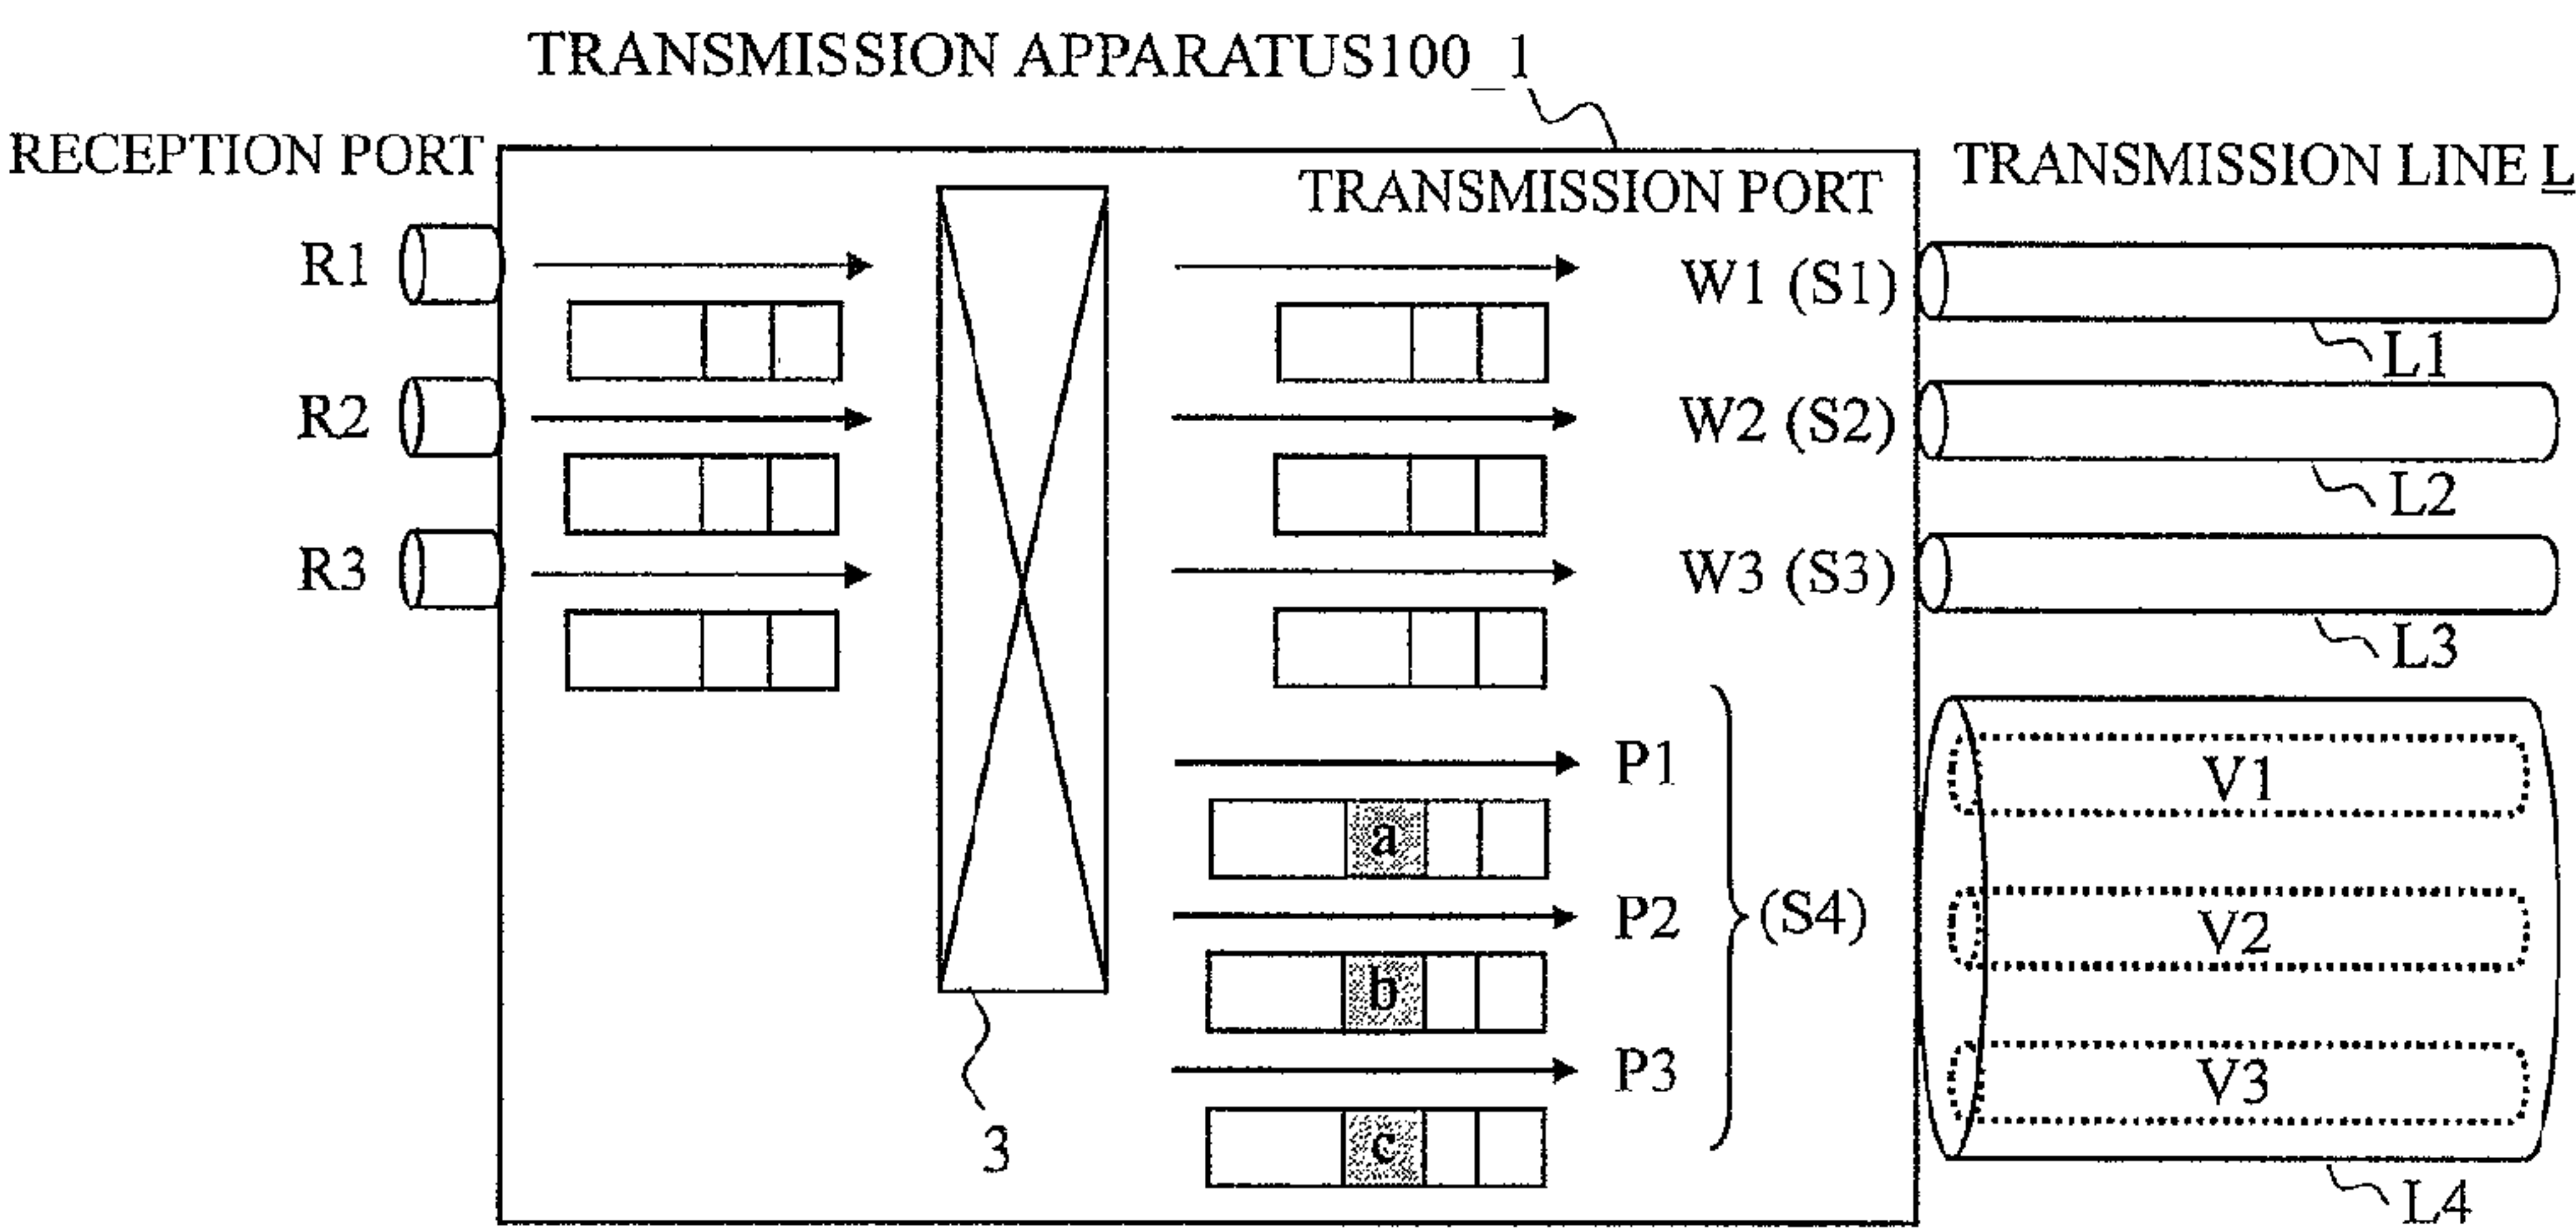 TRANSMISSION APPARATUS100_1
RECEPTION PORT
TRANSMISSION PORT
TRANSMISSION LINE L
R1
W1 (S1)
L1
R2
W2 (S2)
L2
R3
W3 (S3)
L3
P1
V1
a
P2
(S4)
V2
b
P3
V3
c
3
L4